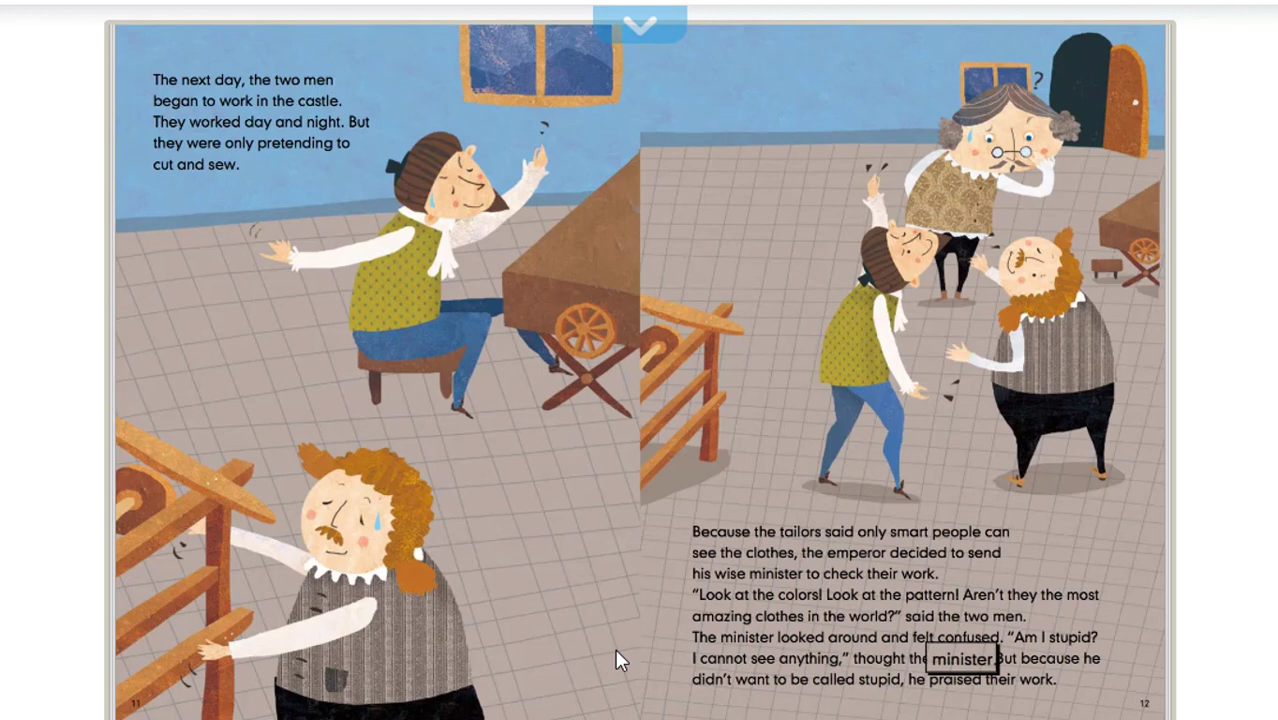 The next day, the two men
began to work in the castle.
They worked day and night. But
they were only pretending to
cut and sew.
11
?
Because the tailors said only smart people can
see the clothes, the emperor decided to send
his wise minister to check their work.
“Look at the colors! Look at the pattern! Aren’t they the most
amazing clothes in the world?” said the two men.
The minister looked around and felt confused. “Am I stupid?
I cannot see anything,” thought the minister. But because he
didn’t want to be called stupid, he praised their work.
12